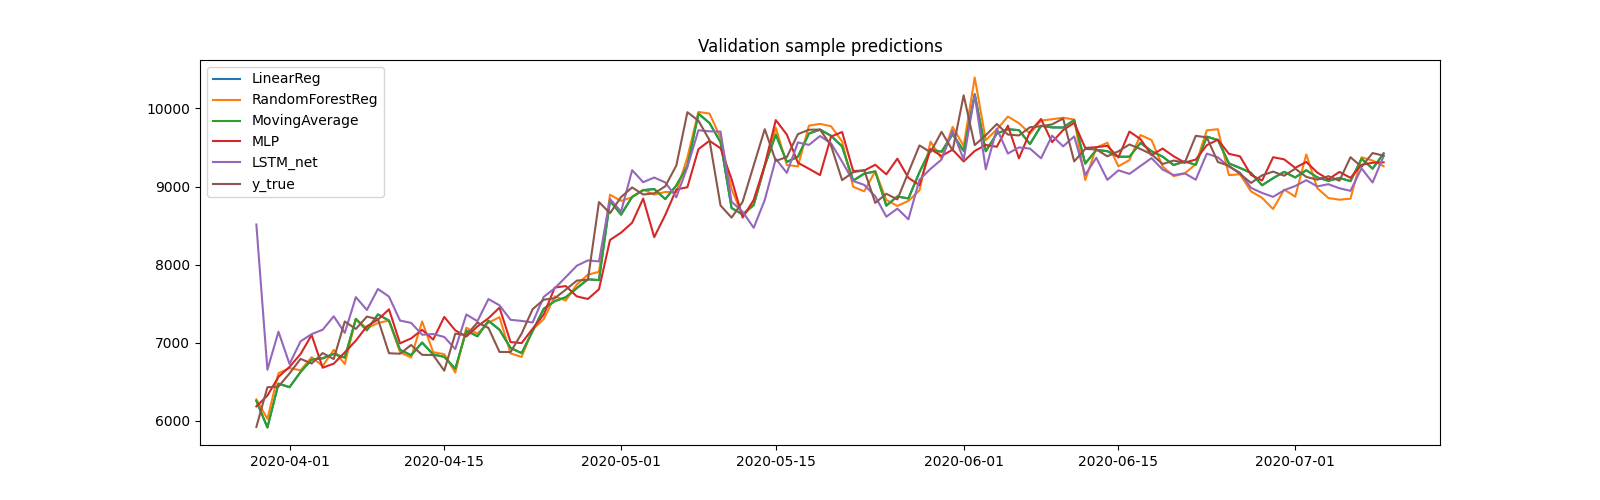 Validation sample predictions
LinearReg
RandomForestReg
MovingAverage
MLP
LSTM_net
y_true
10000
9000
8000
7000
6000
2020-04-01
2020-04-15
2020-05-01
2020-05-15
2020-06-01
2020-06-15
2020-07-01